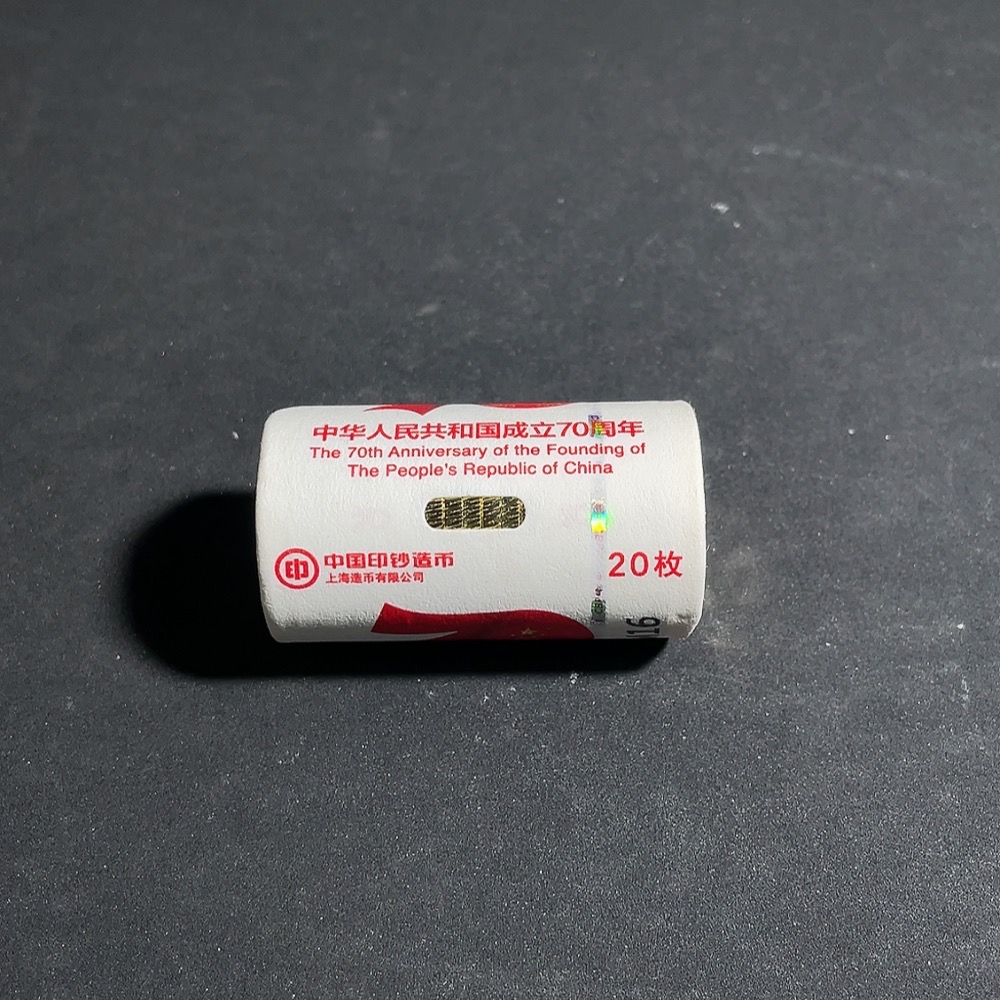 中华人民共和国成立70周年
The 70th Anniversary of the Founding of
The People's Republic of China
印 中国印钞造币
上海造币有限公司
20枚
16